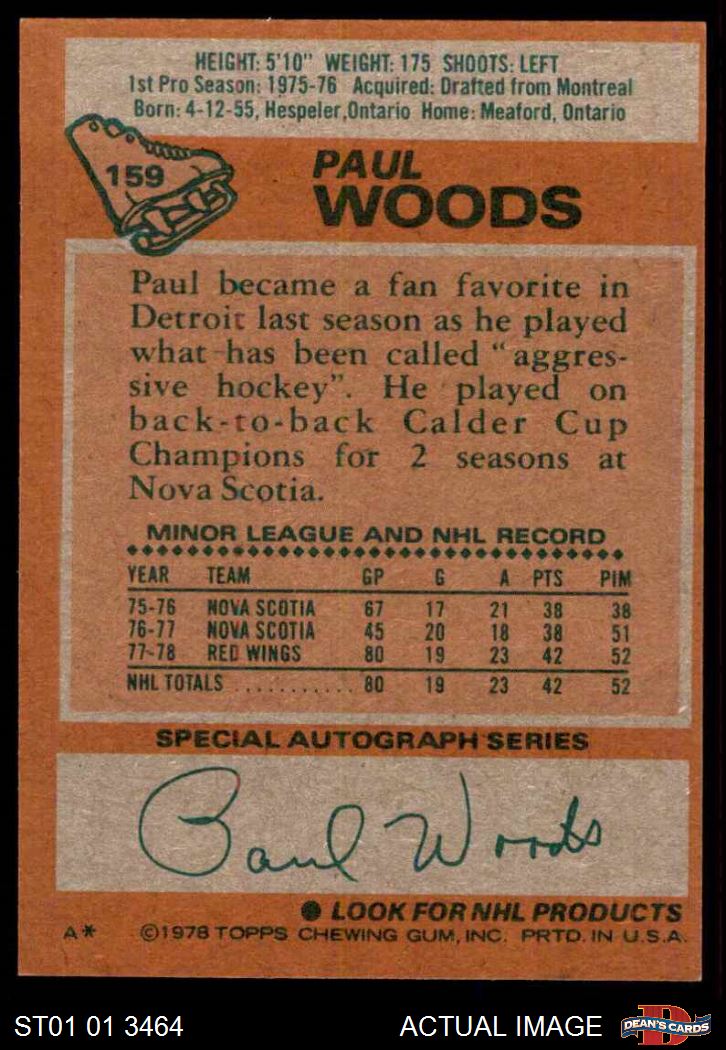 HEIGHT: 5'10" WEIGHT: 175 SHOOTS: LEFT
1st Pro Season: 1975-76 Acquired: Drafted from Montreal
Born: 4-12-55, Hespeler, Ontario Home: Meaford, Ontario
159
PAUL
WOODS
Paul became a fan favorite in
Detroit last season as he played
what has been called "aggres-
sive hockey". He played on
back-to-back Calder Cup
Champions for 2 seasons at
Nova Scotia.
MINOR LEAGUE AND NHL RECORD
YEAR TEAM GP G A PTS PIM
75-76 NOVA SCOTIA 67 17 21 38 38
76-77 NOVA SCOTIA 45 20 18 38 51
77-78 RED WINGS 80 19 23 42 52
NHL TOTALS ........... 80 19 23 42 52
SPECIAL AUTOGRAPH SERIES
Paul Woods
LOOK FOR NHL PRODUCTS
A* ©1978 TOPPS CHEWING GUM, INC. PRTD. IN U.S.A.
ST01 01 3464 ACTUAL IMAGE D DEAN'S CARDS